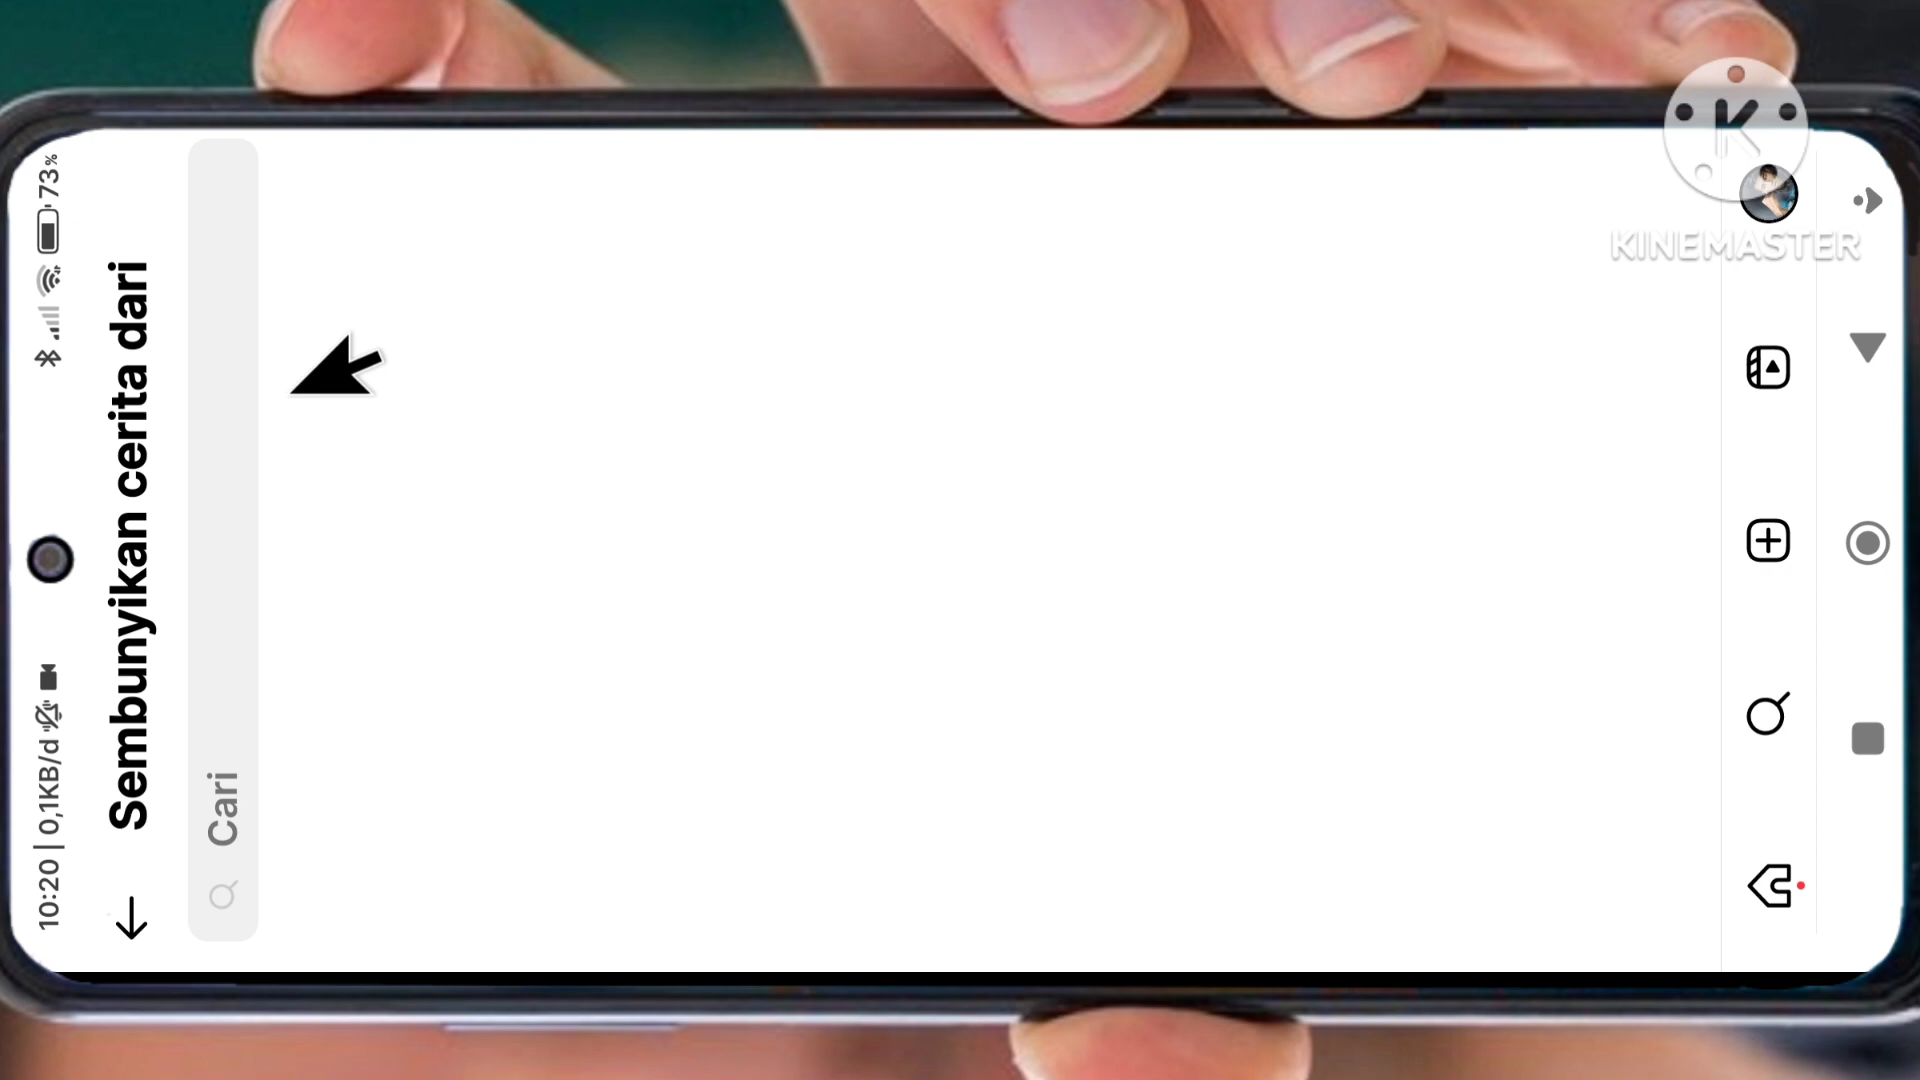 10:20 | 0,1KB/d
73%
Sembunyikan cerita dari
Cari
K
KINEMASTER